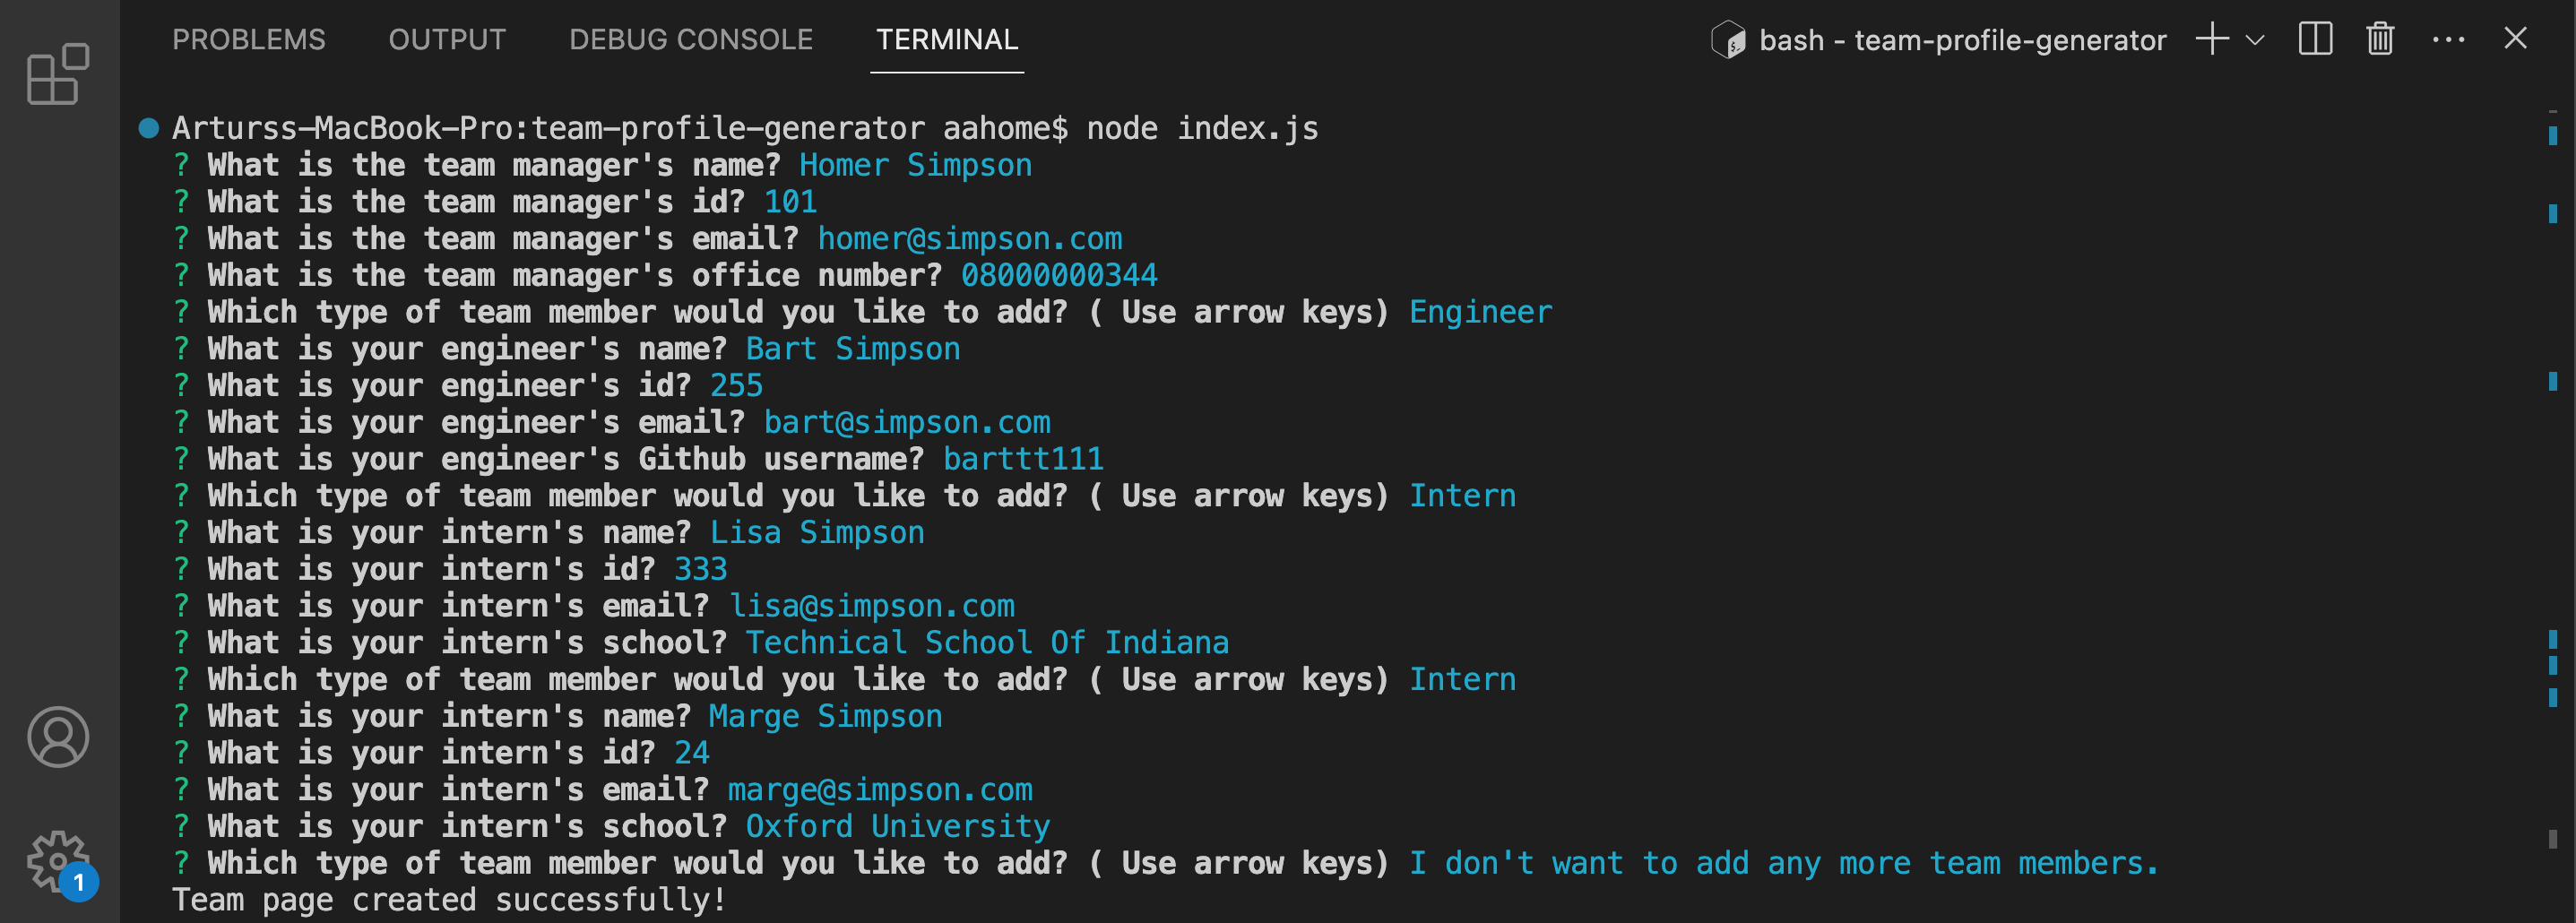 PROBLEMS OUTPUT DEBUG CONSOLE TERMINAL bash - team-profile-generator
Arturss-MacBook-Pro:team-profile-generator aahome$ node index.js
? What is the team manager's name? Homer Simpson
? What is the team manager's id? 101
? What is the team manager's email? homer@simpson.com
? What is the team manager's office number? 08000000344
? Which type of team member would you like to add? ( Use arrow keys) Engineer
? What is your engineer's name? Bart Simpson
? What is your engineer's id? 255
? What is your engineer's email? bart@simpson.com
? What is your engineer's Github username? barttt111
? Which type of team member would you like to add? ( Use arrow keys) Intern
? What is your intern's name? Lisa Simpson
? What is your intern's id? 333
? What is your intern's email? lisa@simpson.com
? What is your intern's school? Technical School Of Indiana
? Which type of team member would you like to add? ( Use arrow keys) Intern
? What is your intern's name? Marge Simpson
? What is your intern's id? 24
? What is your intern's email? marge@simpson.com
? What is your intern's school? Oxford University
? Which type of team member would you like to add? ( Use arrow keys) I don't want to add any more team members.
Team page created successfully!
1